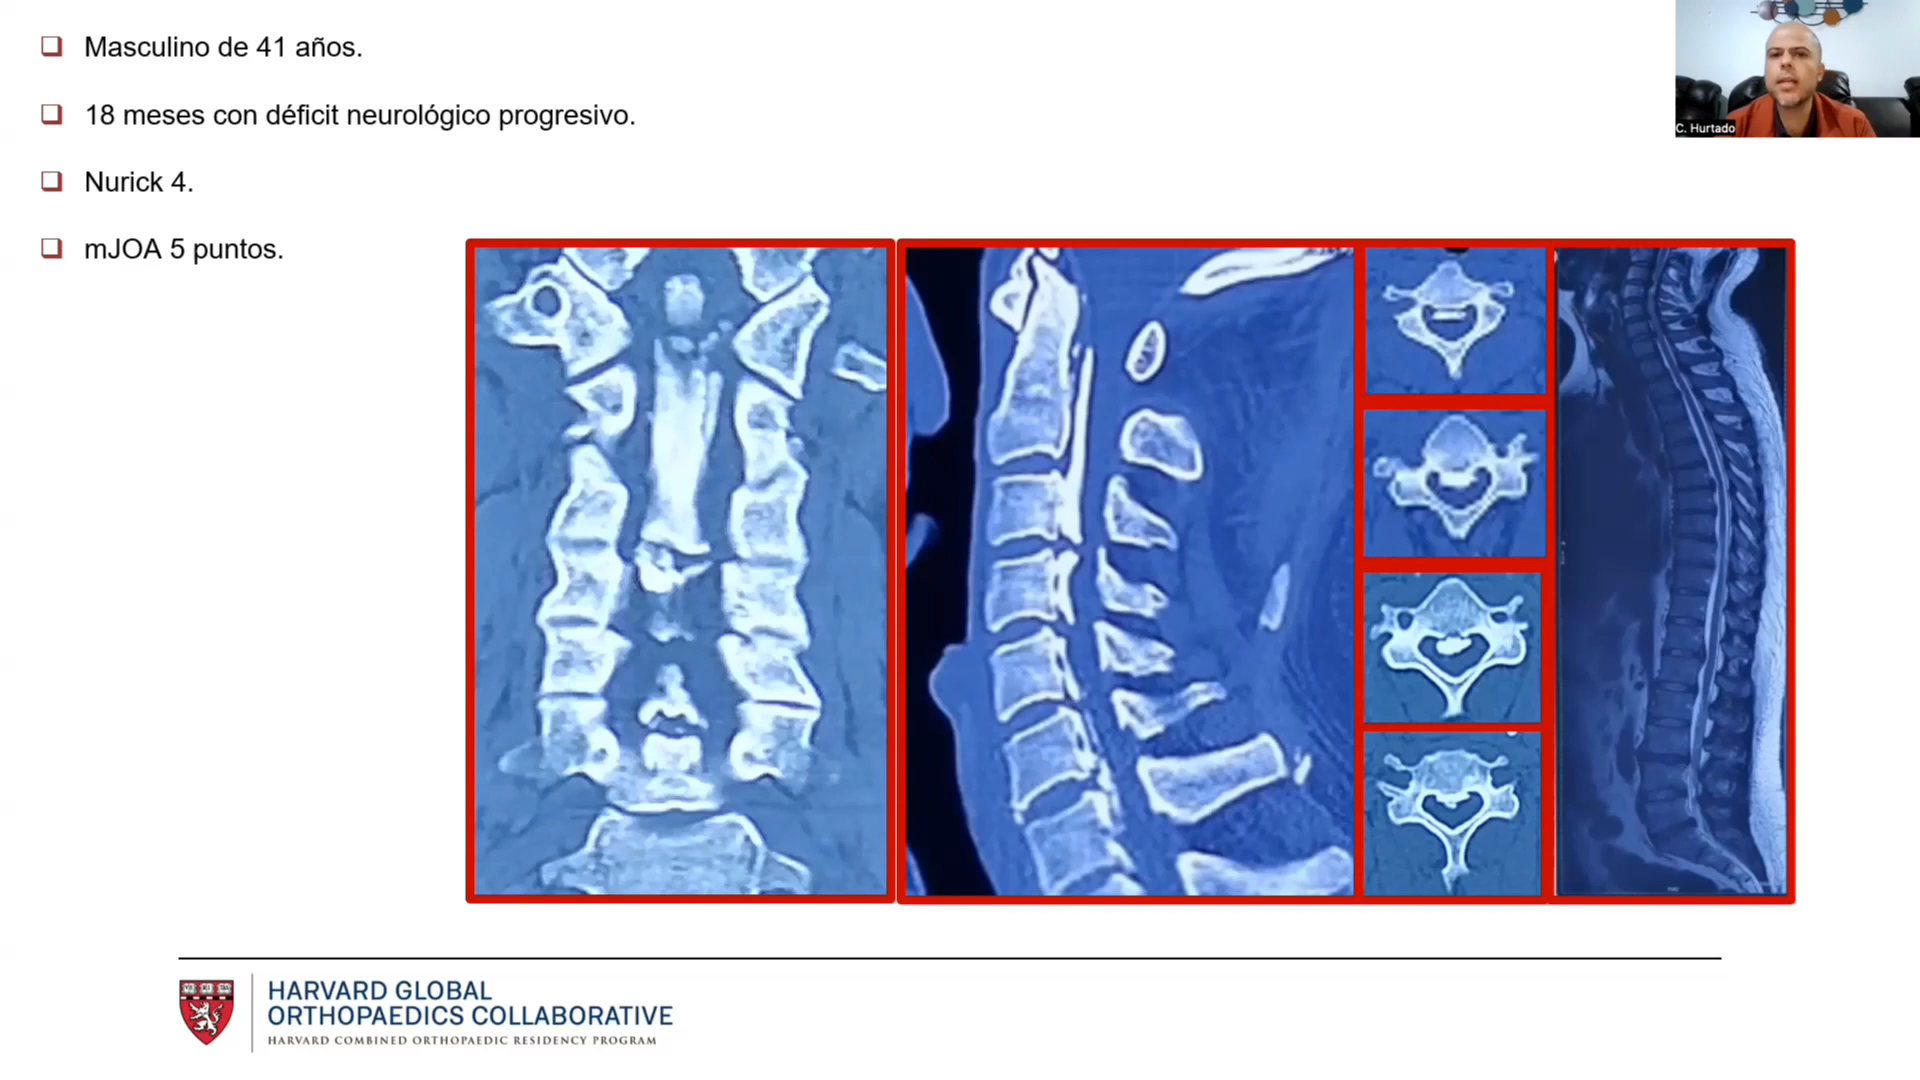 Masculino de 41 años.
18 meses con déficit neurológico progresivo.
Nurick 4.
mJOA 5 puntos.
C. Hurtado
HARVARD GLOBAL
ORTHOPAEDICS COLLABORATIVE
HARVARD COMBINED ORTHOPAEDIC RESIDENCY PROGRAM